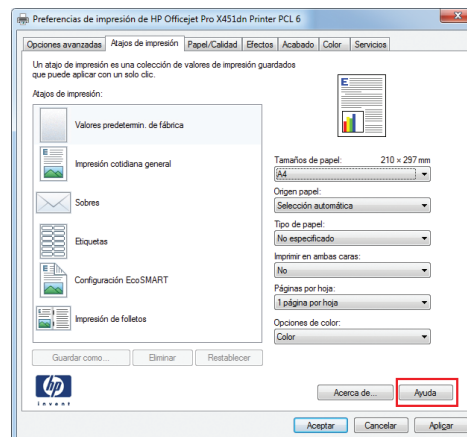 Preferencias de impresión de HP Officejet Pro X451dn Printer PCL 6
Opciones avanzadas Atajos de impresión Papel/Calidad Efectos Acabado Color Servicios
Un atajo de impresión es una colección de valores de impresión guardados
que puede aplicar con un solo clic.
Atajos de impresión:
Valores predetermin. de fábrica
Impresión cotidiana general
Sobres
Etiquetas
Configuración EcoSMART
Impresión de folletos
Guardar como... Eliminar Restablecer
Tamaños de papel: 210 × 297 mm
A4
Origen papel:
Selección automática
Tipo de papel:
No especificado
Imprimir en ambas caras:
No
Páginas por hoja:
1 página por hoja
Opciones de color:
Color
hp
invent
Acerca de... Ayuda
Aceptar Cancelar Aplicar